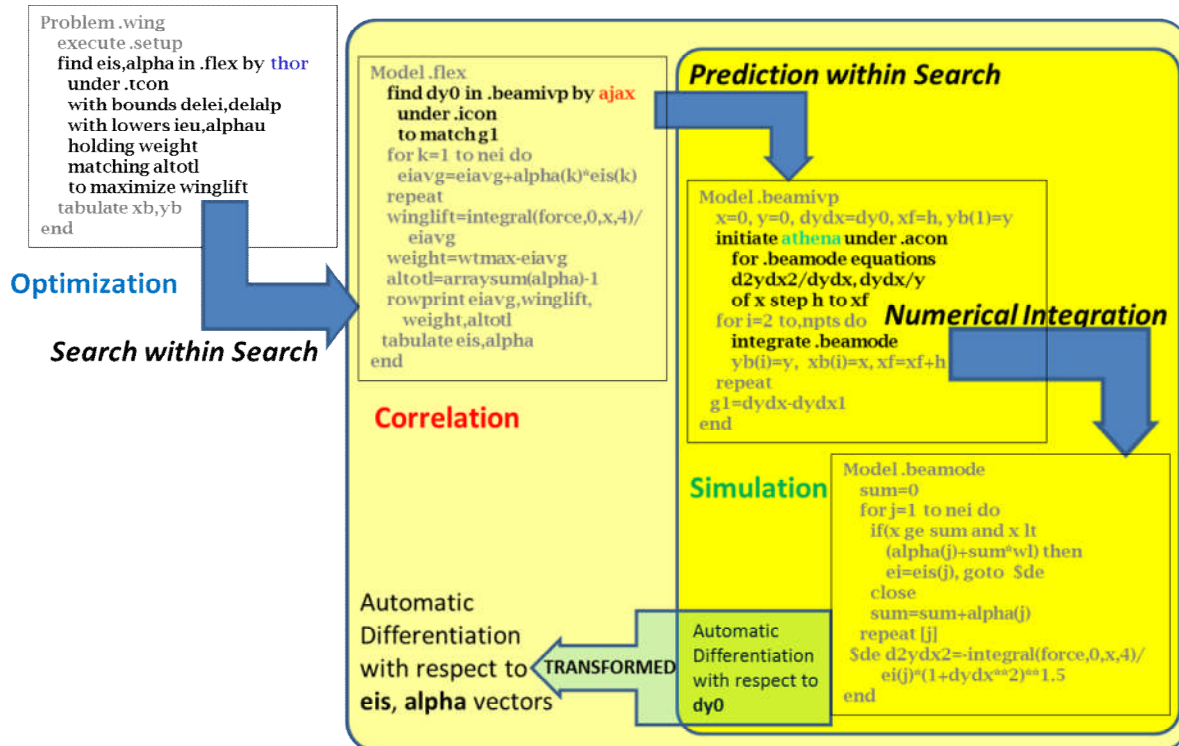 Problem .wing
execute .setup
find eis,alpha in .flex by thor
under .tcon
with bounds delei,delalp
with lowers ieu,alphau
holding weight
matching altotl
to maximize winglift
tabulate xb,yb
end
Optimization
Search within Search
Model .flex
find dy0 in .beamivp by ajax
under .icon
to match g1
for k=1 to nei do
eiavg=eiavg+alpha(k)*eis(k)
repeat
winglift=integral(force,0,x,4)/
eiavg
weight=wtmax-eiavg
altotl=arraysum(alpha)-1
rowprint eiavg,winglift,
weight,altotl
tabulate eis,alpha
end
Correlation
Prediction within Search
Model .beamivp
x=0, y=0, dydx=dy0, xf=h, yb(1)=y
initiate athena under .acon
for .beamode equations
d2ydx2/dydx, dydx/y
of x step h to xf
for i=2 to,npts do
integrate .beamode
yb(i)=y, xb(i)=x, xf=xf+h
repeat
g1=dydx-dydx1
end
Numerical Integration
Simulation
Model .beamode
sum=0
for j=1 to nei do
if(x ge sum and x lt
(alpha(j)+sum*wl) then
ei=eis(j), goto $de
close
sum=sum+alpha(j)
repeat [j]
$de d2ydx2=-integral(force,0,x,4)/
ei(j)*(1+dydx**2)**1.5
end
Automatic
Differentiation
with respect to
dy0
TRANSFORMED
Automatic
Differentiation
with respect to
eis, alpha vectors